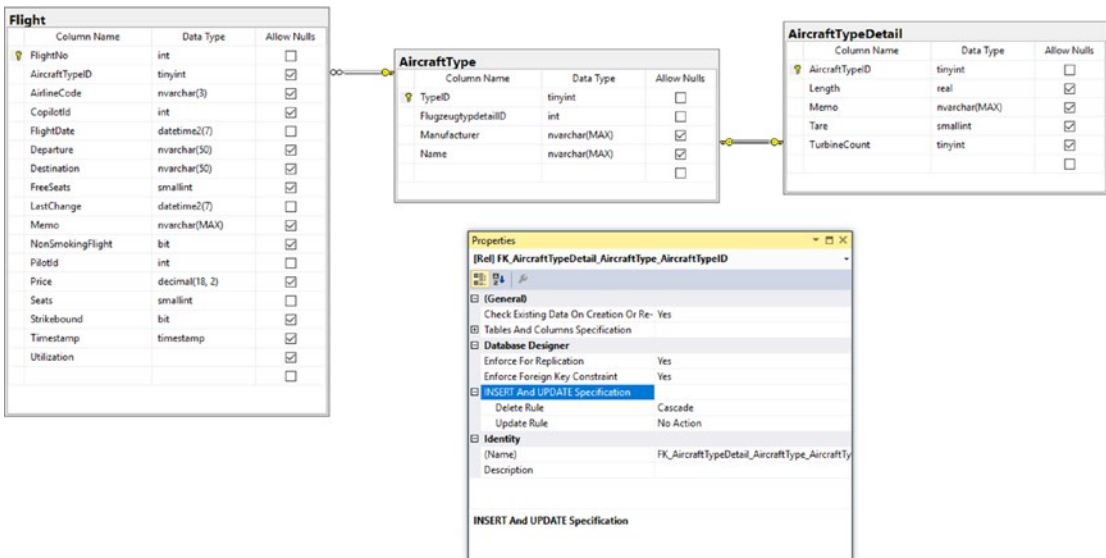 Flight
Column Name Data Type Allow Nulls
FlightNo int
AircraftTypeID tinyint
AirlineCode nvarchar(3)
CopilotId int
FlightDate datetime2(7)
Departure nvarchar(50)
Destination nvarchar(50)
FreeSeats smallint
LastChange datetime2(7)
Memo nvarchar(MAX)
NonSmokingFlight bit
PilotId int
Price decimal(18, 2)
Seats smallint
Strikebound bit
Timestamp timestamp
Utilization
AircraftType
Column Name Data Type Allow Nulls
TypeID tinyint
FlugzeugtypdetailID int
Manufacturer nvarchar(MAX)
Name nvarchar(MAX)
AircraftTypeDetail
Column Name Data Type Allow Nulls
AircraftTypeID tinyint
Length real
Memo nvarchar(MAX)
Tare smallint
TurbineCount tinyint
Properties
[Rel] FK_AircraftTypeDetail_AircraftType_AircraftTypeID
(General)
Check Existing Data On Creation Or Re- Yes
Tables And Columns Specification
Database Designer
Enforce For Replication Yes
Enforce Foreign Key Constraint Yes
INSERT And UPDATE Specification
Delete Rule Cascade
Update Rule No Action
Identity
(Name) FK_AircraftTypeDetail_AircraftType_AircraftTy
Description
INSERT And UPDATE Specification